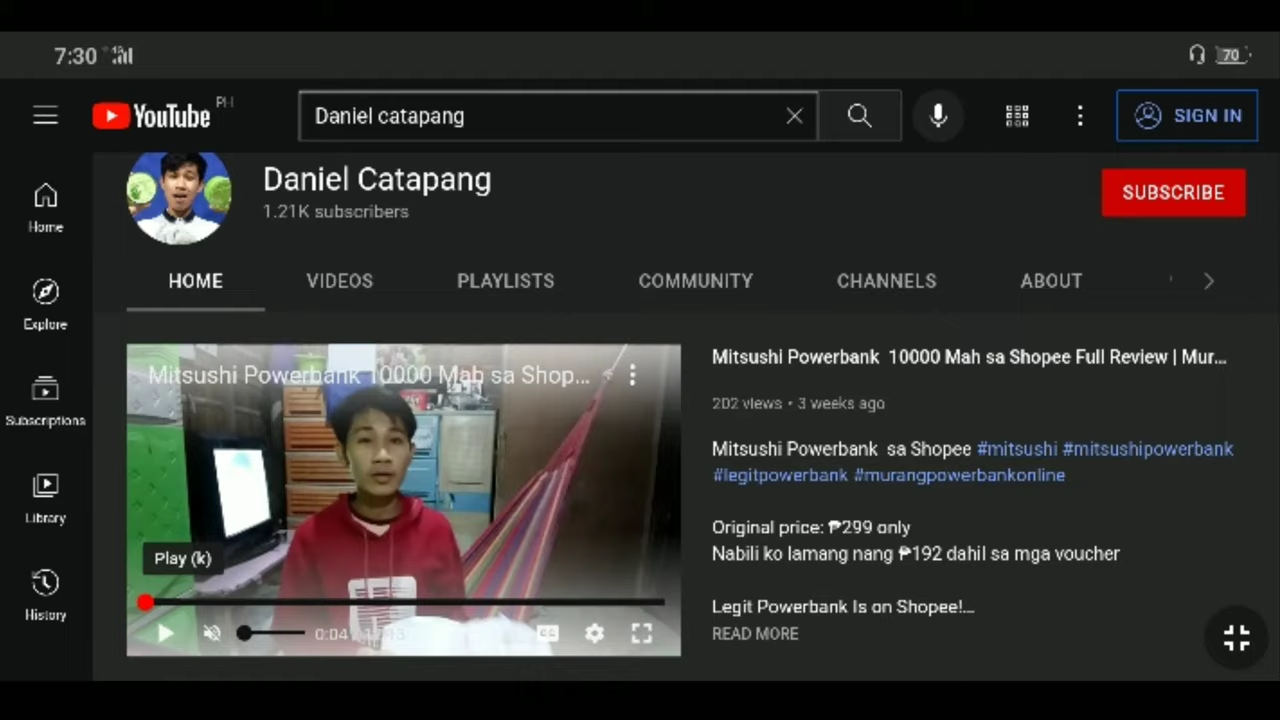 7:30
70
YouTube PH
Daniel catapang
SIGN IN
Daniel Catapang
1.21K subscribers
SUBSCRIBE
HOME VIDEOS PLAYLISTS COMMUNITY CHANNELS ABOUT
Home
Explore
Subscriptions
Library
History
Mitsushi Powerbank 10000 Mah sa Shop...
Play (k)
0:04
CC
Mitsushi Powerbank 10000 Mah sa Shopee Full Review | Mur...
202 views • 3 weeks ago
Mitsushi Powerbank sa Shopee #mitsushi #mitsushipowerbank
#legitpowerbank #murangpowerbankonline
Original price: ₱299 only
Nabili ko lamang nang ₱192 dahil sa mga voucher
Legit Powerbank Is on Shopee!...
READ MORE